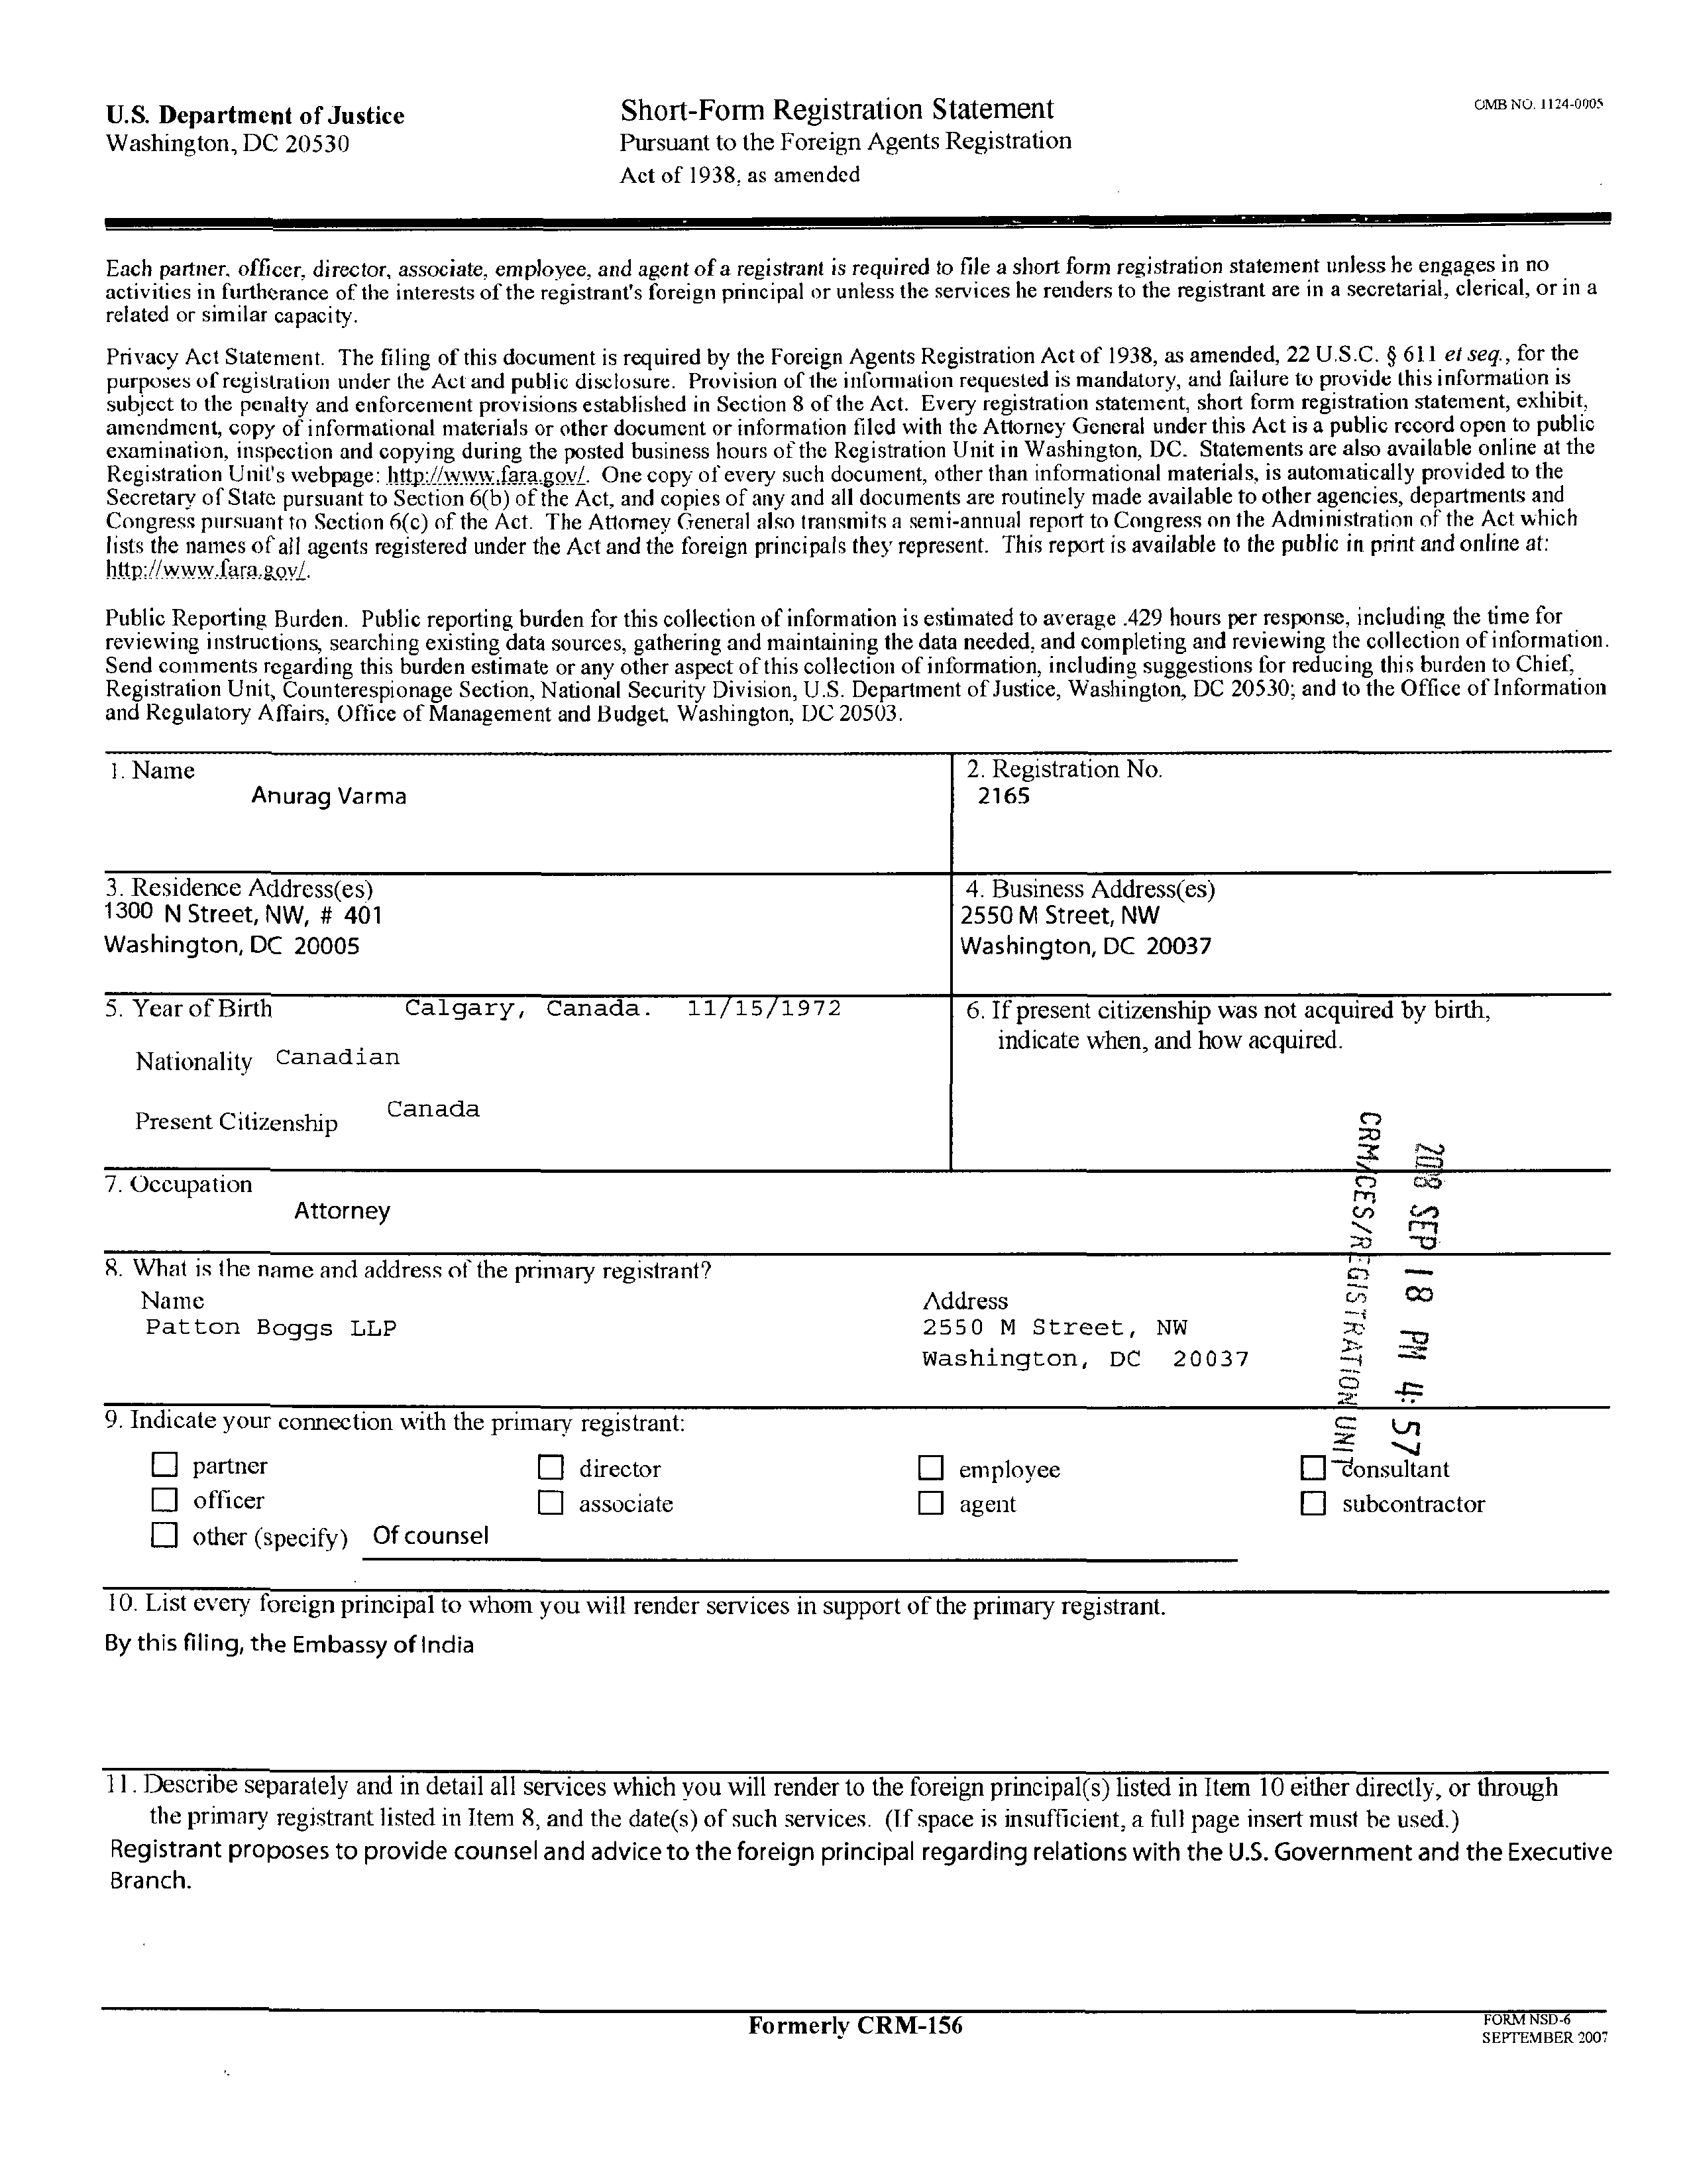 U.S. Department of Justice
Washington, DC 20530
Short-Form Registration Statement
Pursuant to the Foreign Agents Registration
Act of 1938, as amended
OMB NO. 1124-0005
Each partner, officer, director, associate, employee, and agent of a registrant is required to file a short form registration statement unless he engages in no
activities in furtherance of the interests of the registrant's foreign principal or unless the services he renders to the registrant are in a secretarial, clerical, or in a
related or similar capacity.
Privacy Act Statement. The filing of this document is required by the Foreign Agents Registration Act of 1938, as amended, 22 U.S.C. § 611 et seq., for the
purposes of registration under the Act and public disclosure. Provision of the information requested is mandatory, and failure to provide this information is
subject to the penalty and enforcement provisions established in Section 8 of the Act. Every registration statement, short form registration statement, exhibit,
amendment, copy of informational materials or other document or information filed with the Attorney General under this Act is a public record open to public
examination, inspection and copying during the posted business hours of the Registration Unit in Washington, DC. Statements are also available online at the
Registration Unit's webpage: http://www.fara.gov/. One copy of every such document, other than informational materials, is automatically provided to the
Secretary of State pursuant to Section 6(b) of the Act, and copies of any and all documents are routinely made available to other agencies, departments and
Congress pursuant to Section 6(c) of the Act. The Attorney General also transmits a semi-annual report to Congress on the Administration of the Act which
lists the names of all agents registered under the Act and the foreign principals they represent. This report is available to the public in print and online at:
http://www.fara.gov/.
Public Reporting Burden. Public reporting burden for this collection of information is estimated to average .429 hours per response, including the time for
reviewing instructions, searching existing data sources, gathering and maintaining the data needed, and completing and reviewing the collection of information.
Send comments regarding this burden estimate or any other aspect of this collection of information, including suggestions for reducing this burden to Chief,
Registration Unit, Counterespionage Section, National Security Division, U.S. Department of Justice, Washington, DC 20530; and to the Office of Information
and Regulatory Affairs, Office of Management and Budget, Washington, DC 20503.
1. Name
Anurag Varma
2. Registration No.
2165
3. Residence Address(es)
1300 N Street, NW, # 401
Washington, DC 20005
4. Business Address(es)
2550 M Street, NW
Washington, DC 20037
5. Year of Birth Calgary, Canada. 11/15/1972
Nationality Canadian
Present Citizenship Canada
6. If present citizenship was not acquired by birth,
indicate when, and how acquired.
7. Occupation
Attorney
8. What is the name and address of the primary registrant?
Name
Patton Boggs LLP
Address
2550 M Street, NW
Washington, DC 20037
SEP 18 PM 4:57
CRM/CES/REGISTRATION UNIT
9. Indicate your connection with the primary registrant:
partner director employee consultant
officer associate agent subcontractor
other (specify) Of counsel
10. List every foreign principal to whom you will render services in support of the primary registrant.
By this filing, the Embassy of India
11. Describe separately and in detail all services which you will render to the foreign principal(s) listed in Item 10 either directly, or through
the primary registrant listed in Item 8, and the date(s) of such services. (If space is insufficient, a full page insert must be used.)
Registrant proposes to provide counsel and advice to the foreign principal regarding relations with the U.S. Government and the Executive
Branch.
Formerly CRM-156
FORM NSD-6
SEPTEMBER 2007